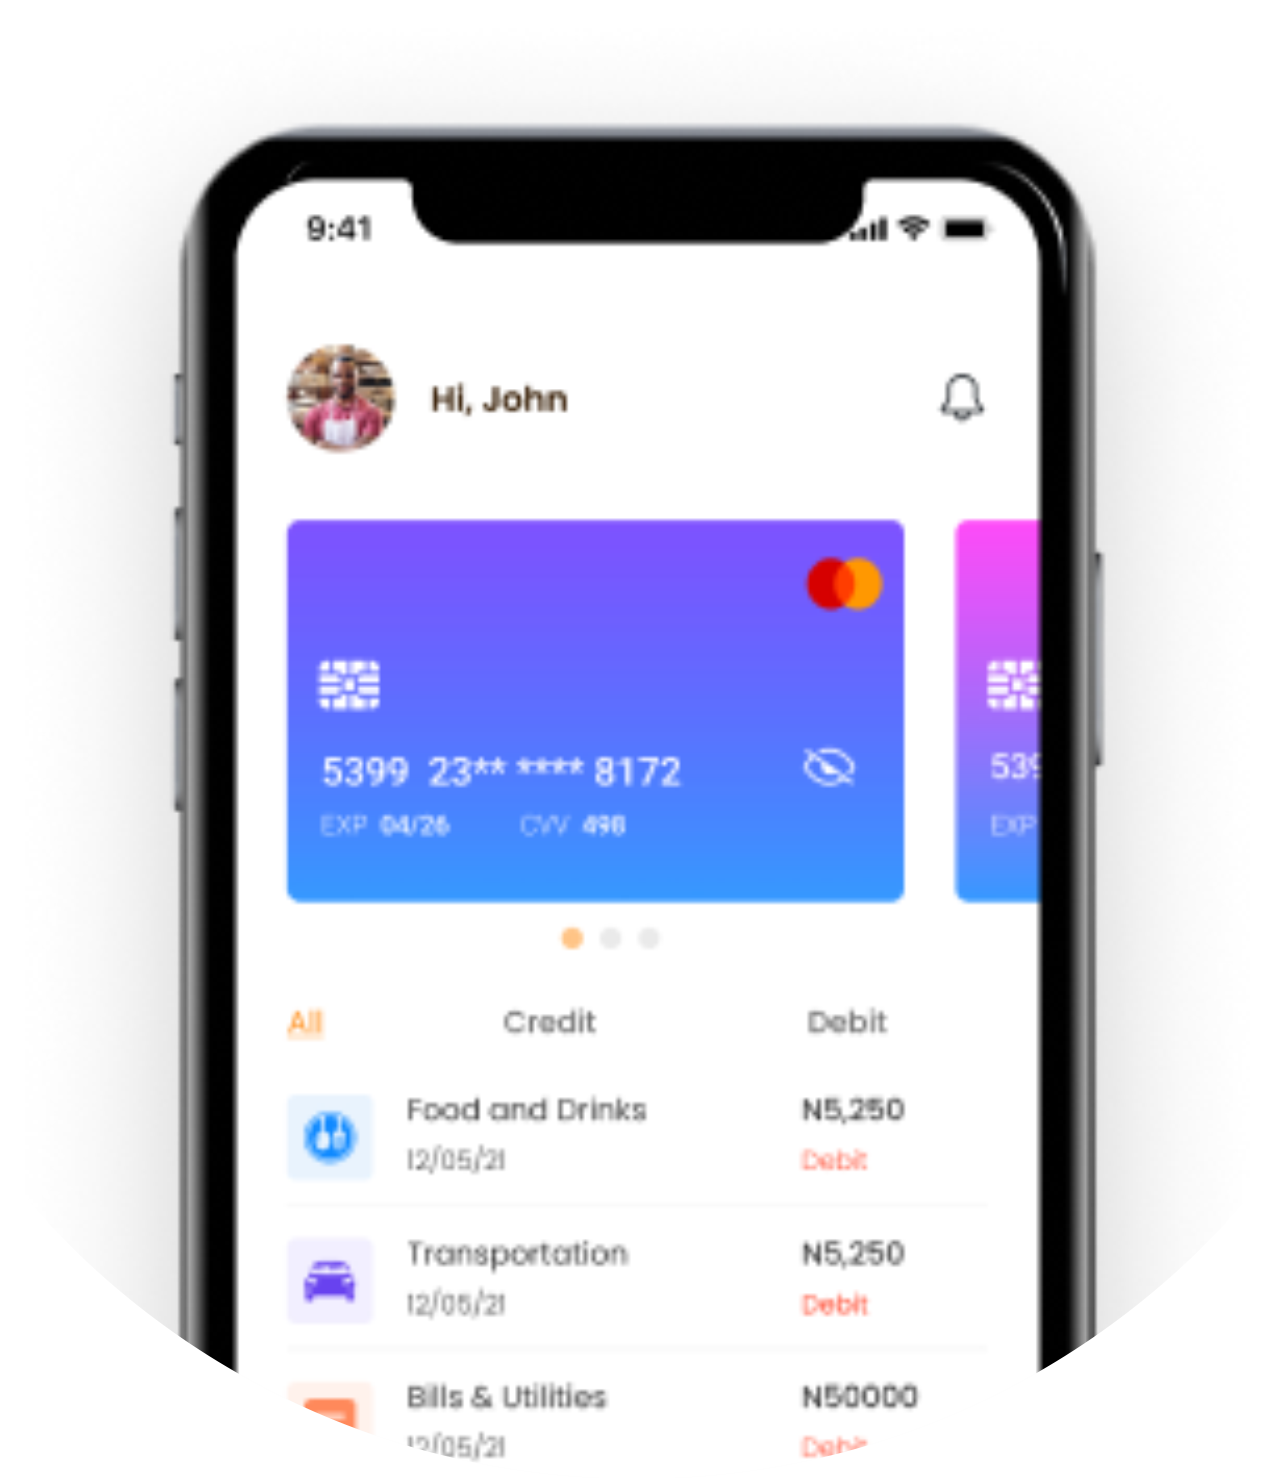 9:41
Hi, John
5399 23** **** 8172
EXP 04/26 CVV 498
539
EXP
All Credit Debit
Food and Drinks N5,250
12/05/21 Debit
Transportation N5,250
12/05/21 Debit
Bills & Utilities N50000
12/05/21 Debit